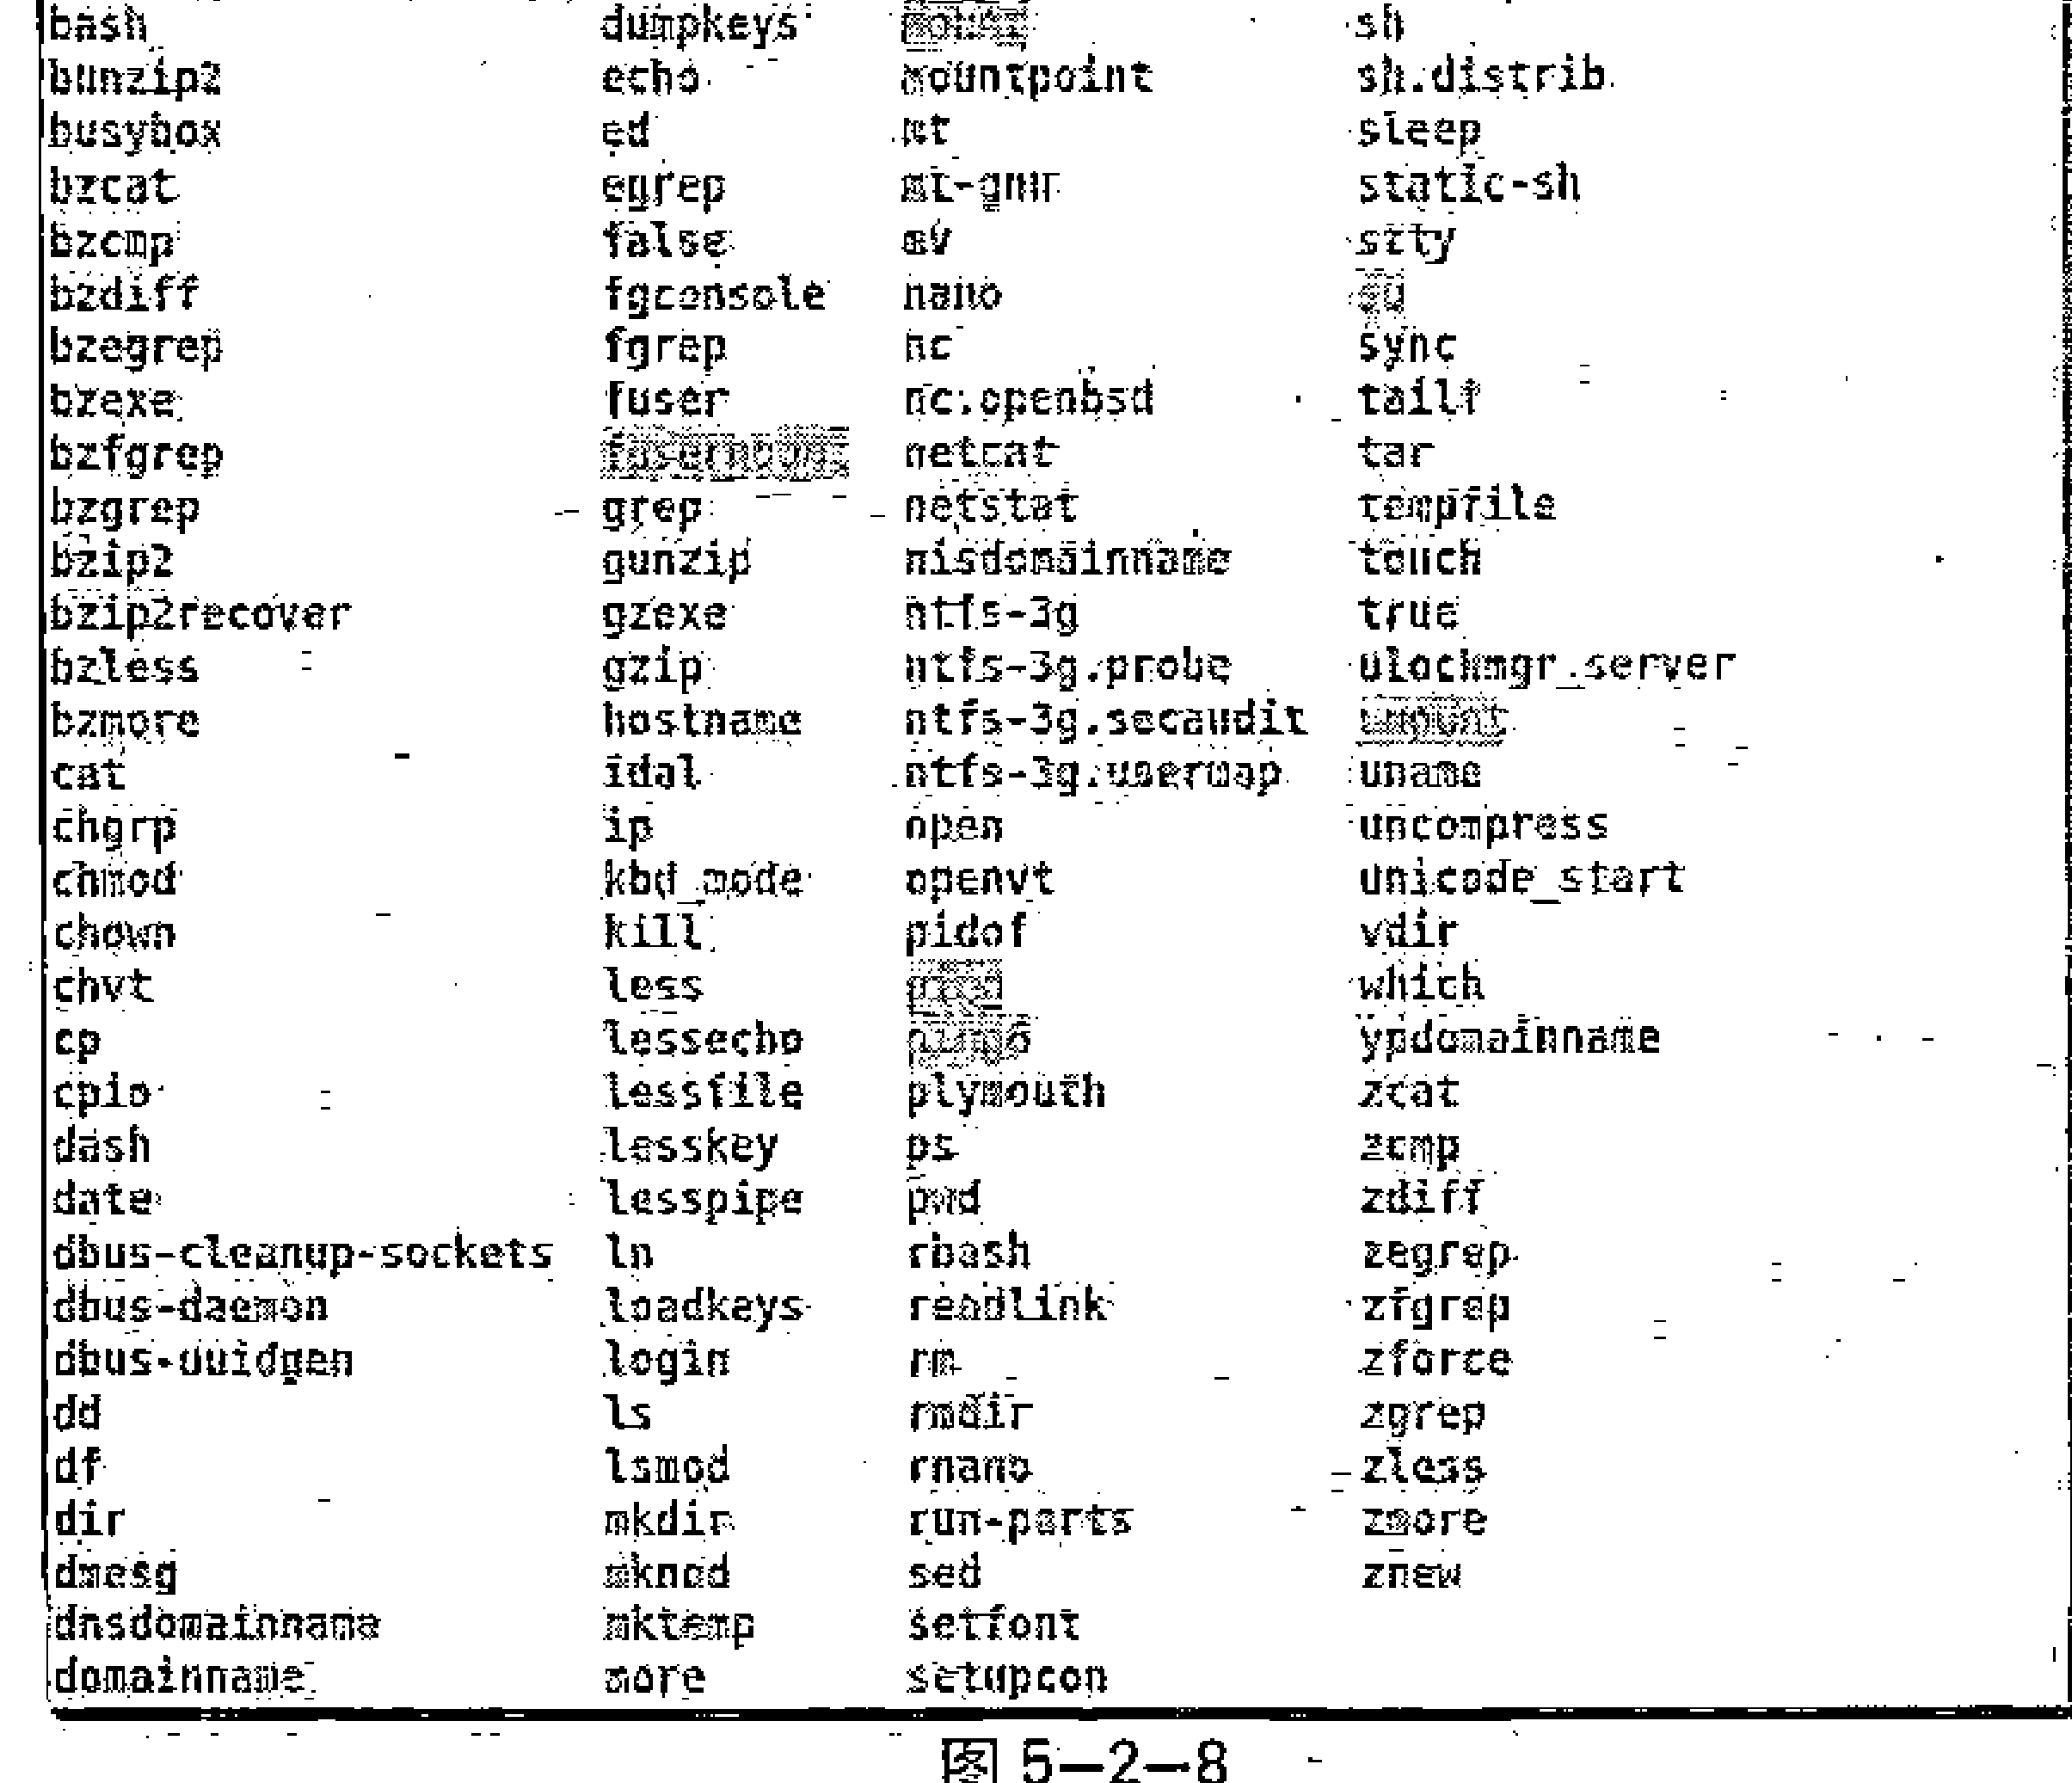 bash dumpkeys mount sh
bunzip2 echo mountpoint sh.distrib
busybox ed mt sleep
bzcat egrep mt-gnu static-sh
bzcmp false mv stty
bzdiff fgconsole nano su
bzegrep fgrep nc sync
bzexe fuser nc.openbsd tailf
bzfgrep fusermount netcat tar
bzgrep grep netstat tempfile
bzip2 gunzip nisdomainname touch
bzip2recover gzexe ntfs-3g true
bzless gzip ntfs-3g.probe ulockmgr_server
bzmore hostname ntfs-3g.secaudit umount
cat idal ntfs-3g.usermap uname
chgrp ip open uncompress
chmod kbd_mode openvt unicode_start
chown kill pidof vdir
chvt less ping which
cp lessecho ping6 ypdomainname
cpio lessfile plymouth zcat
dash lesskey ps zcmp
date lesspipe pwd zdiff
dbus-cleanup-sockets ln rbash zegrep
dbus-daemon loadkeys readlink zfgrep
dbus-uuidgen login rm zforce
dd ls rmdir zgrep
df lsmod rnano zless
dir mkdir run-parts zmore
dmesg mknod sed znew
dnsdomainname mktemp setfont
domainname more setupcon
图 5—2—8